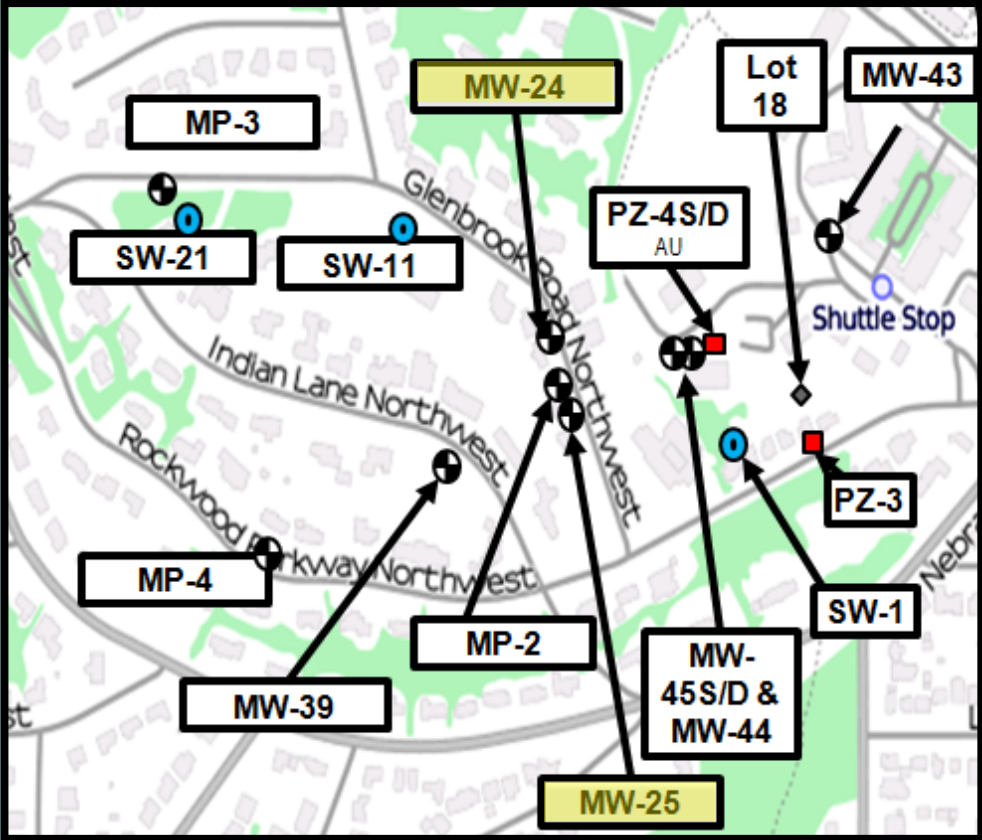 MP-3
MW-24
Lot
18
MW-43
Glenbrook Road Northwest
PZ-4S/D
AU
SW-21
SW-11
Shuttle Stop
Indian Lane Northwest
Rockwood Parkway Northwest
PZ-3
Nebra
MP-4
SW-1
MP-2
MW-
45S/D &
MW-44
MW-39
MW-25
st